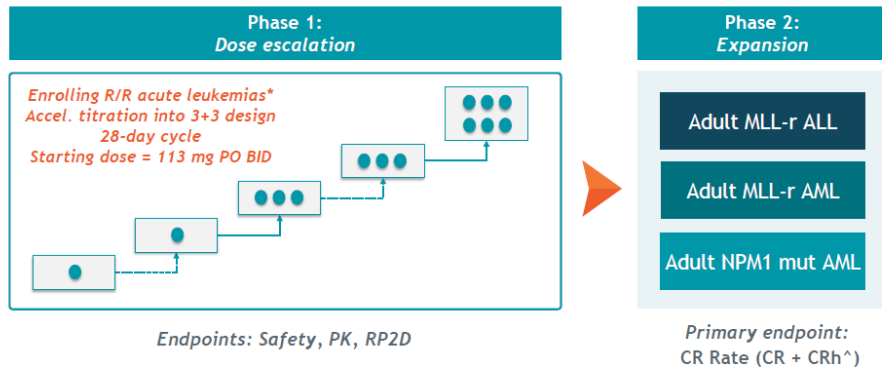 Phase 1:
Dose escalation
Enrolling R/R acute leukemias*
Accel. titration into 3+3 design
28-day cycle
Starting dose = 113 mg PO BID
Endpoints: Safety, PK, RP2D
Phase 2:
Expansion
Adult MLL-r ALL
Adult MLL-r AML
Adult NPM1 mut AML
Primary endpoint:
CR Rate (CR + CRh^)